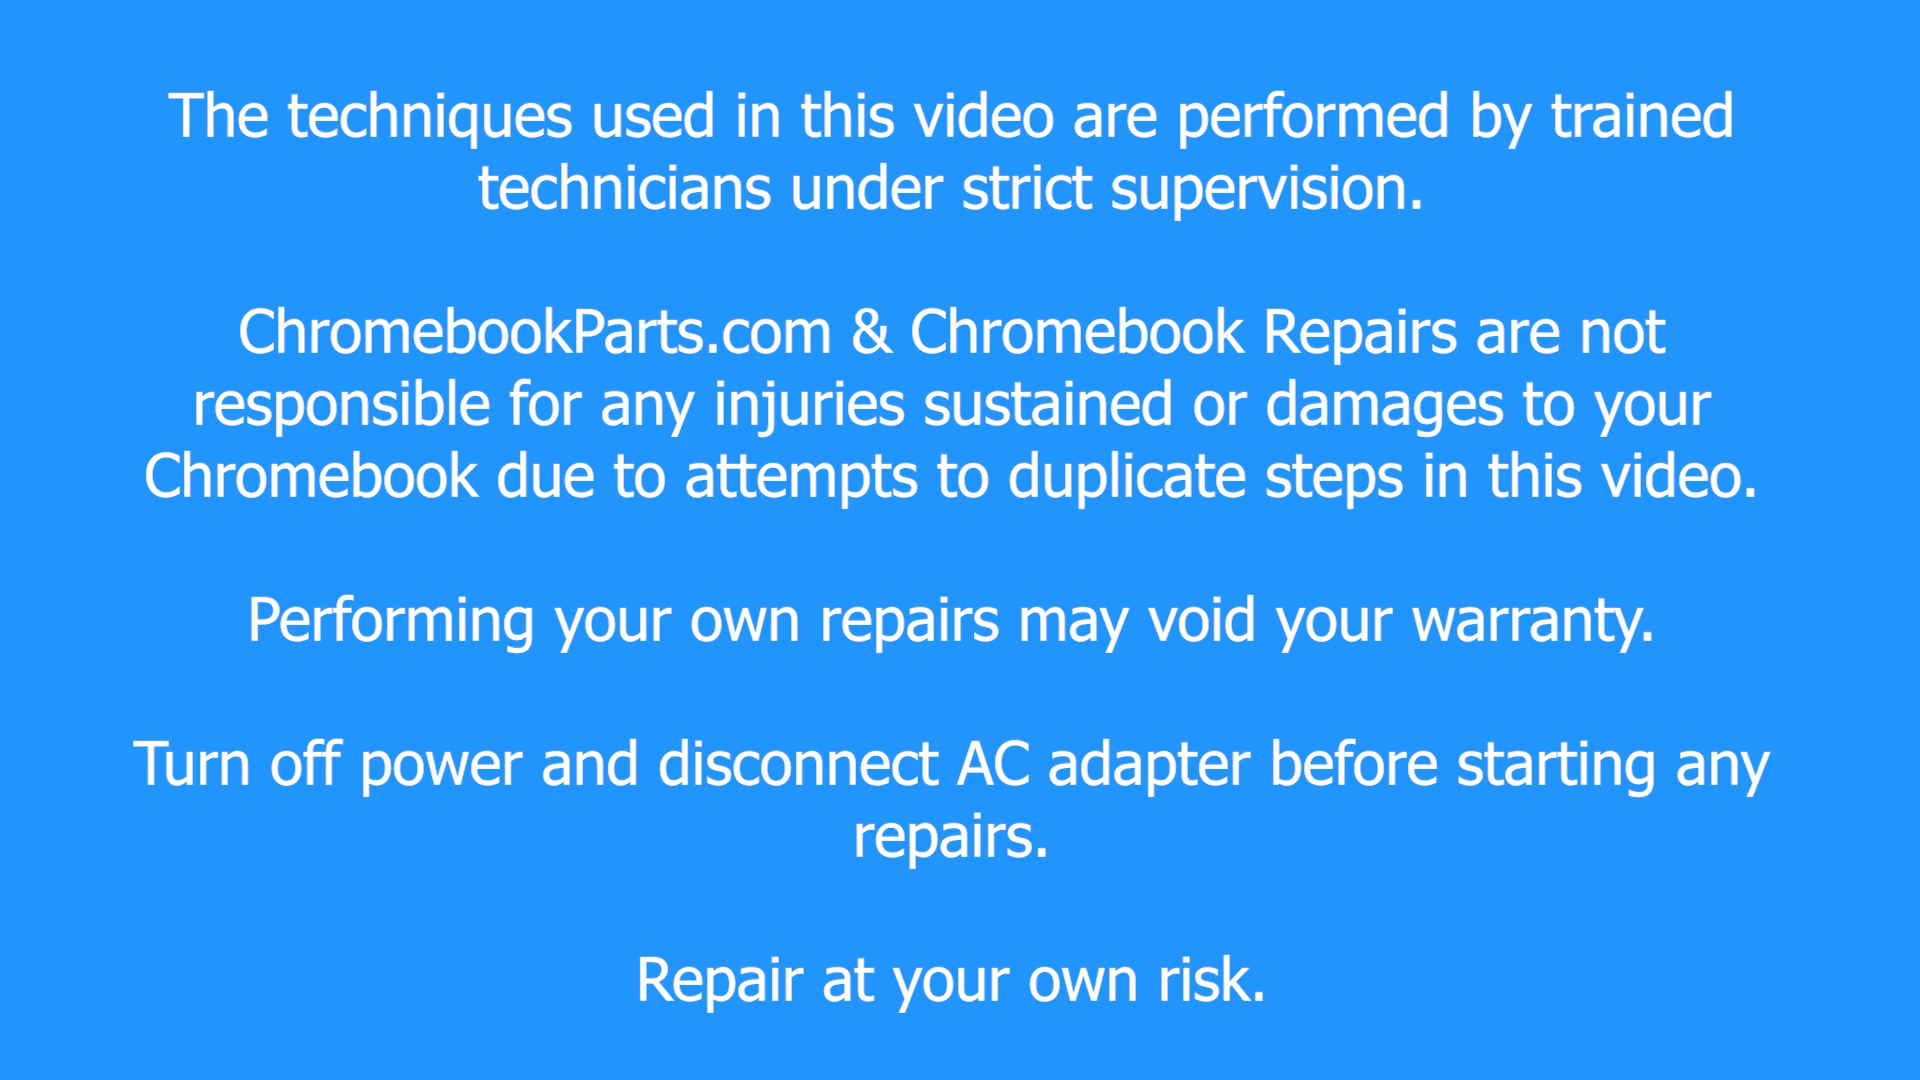 The techniques used in this video are performed by trained
technicians under strict supervision.
ChromebookParts.com & Chromebook Repairs are not
responsible for any injuries sustained or damages to your
Chromebook due to attempts to duplicate steps in this video.
Performing your own repairs may void your warranty.
Turn off power and disconnect AC adapter before starting any
repairs.
Repair at your own risk.